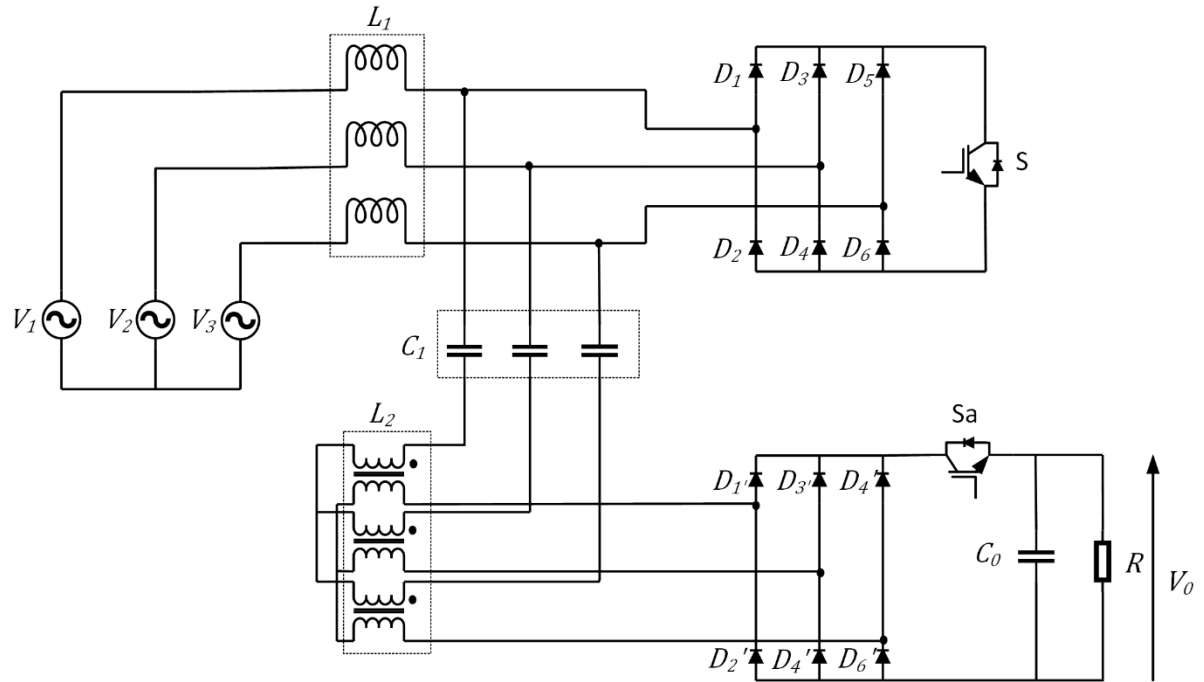 L1
D1 D3 D5
S
D2 D4 D6
V1 V2 V3
C1
L2
Sa
D1' D3' D4'
C0 R V0
D2' D4' D6'